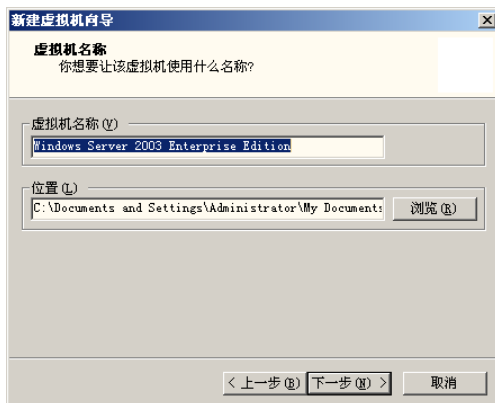 新建虚拟机向导
虚拟机名称
你想要让该虚拟机使用什么名称?
虚拟机名称(V)
Windows Server 2003 Enterprise Edition
位置(L)
C:\Documents and Settings\Administrator\My Documents
浏览(R)
< 上一步(B) 下一步(N) > 取消